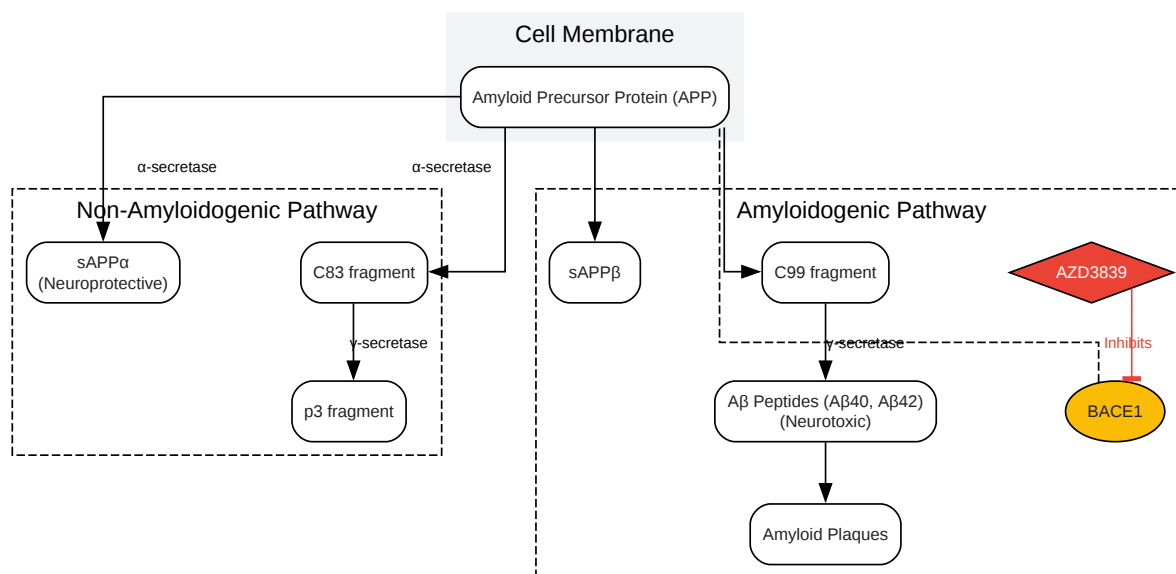 Cell Membrane
Amyloid Precursor Protein (APP)
α-secretase
α-secretase
Non-Amyloidogenic Pathway
Amyloidogenic Pathway
sAPPα
(Neuroprotective)
C83 fragment
sAPPβ
C99 fragment
AZD3839
γ-secretase
γ-secretase
Inhibits
p3 fragment
Aβ Peptides (Aβ40, Aβ42)
(Neurotoxic)
BACE1
Amyloid Plaques